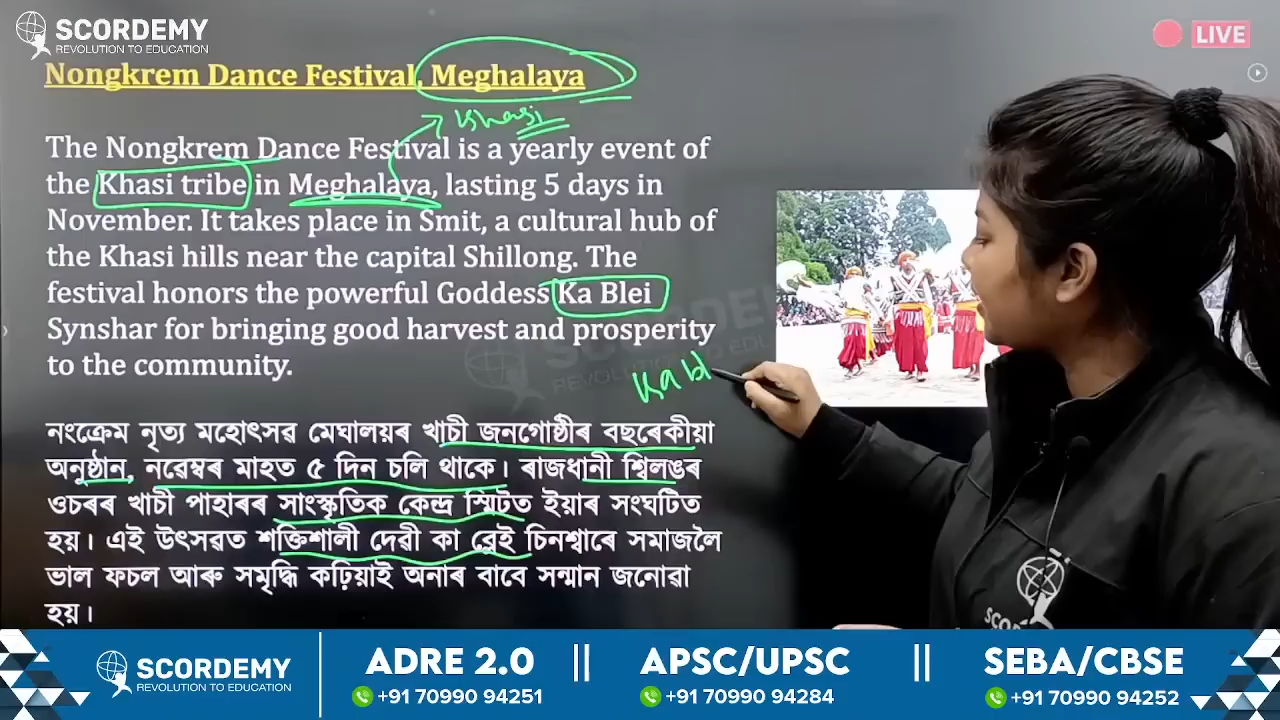 SCORDEMY
REVOLUTION TO EDUCATION
LIVE
Nongkrem Dance Festival, Meghalaya
Khasi
The Nongkrem Dance Festival is a yearly event of
the Khasi tribe in Meghalaya, lasting 5 days in
November. It takes place in Smit, a cultural hub of
the Khasi hills near the capital Shillong. The
festival honors the powerful Goddess Ka Blei
Synshar for bringing good harvest and prosperity
to the community.
Ka bl
নংক্ৰেম নৃত্য মহোৎসৱ মেঘালয়ৰ খাচী জনগোষ্ঠীৰ বছৰেকীয়া
অনুষ্ঠান, নৱেম্বৰ মাহত ৫ দিন চলি থাকে। ৰাজধানী শ্বিলঙৰ
ওচৰৰ খাচী পাহাৰৰ সাংস্কৃতিক কেন্দ্ৰ স্মিটত ইয়াৰ সংঘটিত
হয়। এই উৎসৱত শক্তিশালী দেৱী কা ব্লেই চিনশ্বাৰে সমাজলৈ
ভাল ফচল আৰু সমৃদ্ধি কঢ়িয়াই অনাৰ বাবে সন্মান জনোৱা
হয়।
SCORDEMY
REVOLUTION TO EDUCATION
ADRE 2.0 || APSC/UPSC || SEBA/CBSE
+91 70990 94251 +91 70990 94284 +91 70990 94252